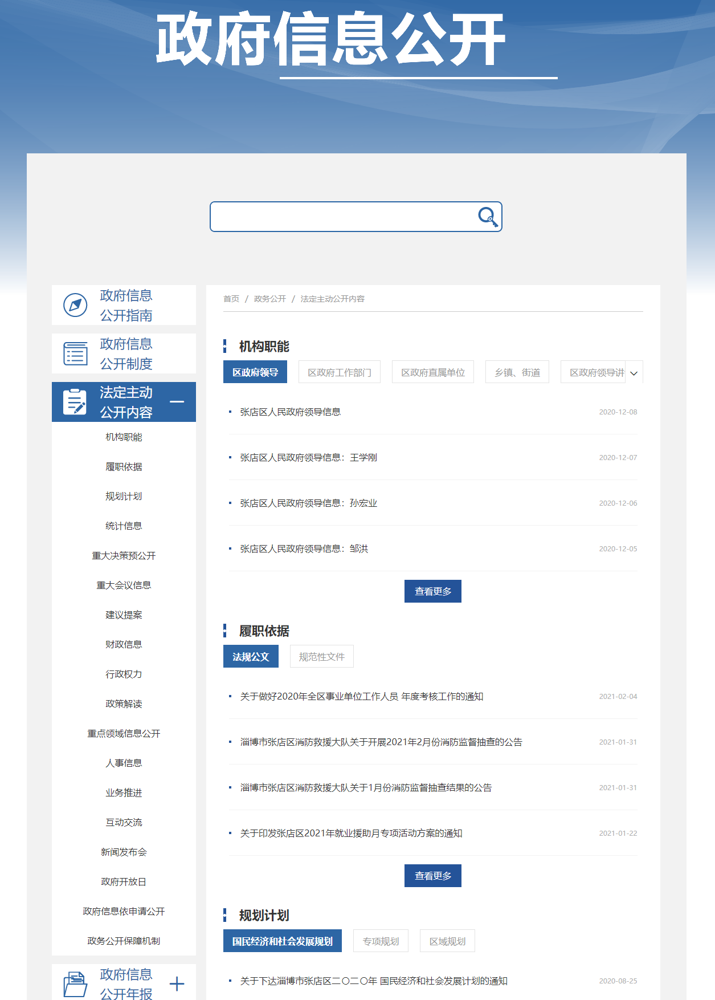 政府信息公开
政府信息
公开指南
政府信息
公开制度
法定主动
公开内容
机构职能
履职依据
规划计划
统计信息
重大决策预公开
重大会议信息
建议提案
财政信息
行政权力
政策解读
重点领域信息公开
人事信息
业务推进
互动交流
新闻发布会
政府开放日
政府信息依申请公开
政务公开保障机制
政府信息
公开年报
首页 / 政务公开 / 法定主动公开内容
机构职能
区政府领导 区政府工作部门 区政府直属单位 乡镇、街道 区政府领导讲
张店区人民政府领导信息 2020-12-08
张店区人民政府领导信息：王学刚 2020-12-07
张店区人民政府领导信息：孙宏业 2020-12-06
张店区人民政府领导信息：邹洪 2020-12-05
查看更多
履职依据
法规公文 规范性文件
关于做好2020年全区事业单位工作人员 年度考核工作的通知 2021-02-04
淄博市张店区消防救援大队关于开展2021年2月份消防监督抽查的公告 2021-01-31
淄博市张店区消防救援大队关于1月份消防监督抽查结果的公告 2021-01-31
关于印发张店区2021年就业援助月专项活动方案的通知 2021-01-22
查看更多
规划计划
国民经济和社会发展规划 专项规划 区域规划
关于下达淄博市张店区二〇二〇年 国民经济和社会发展计划的通知 2020-08-25